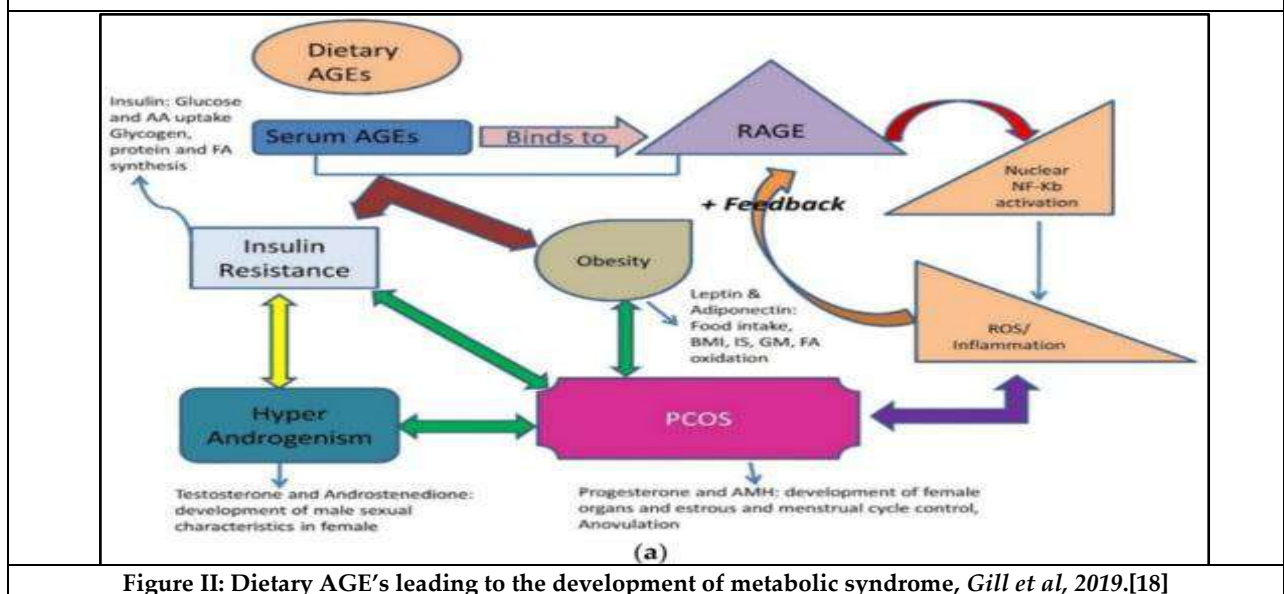 Dietary
AGEs
Insulin: Glucose
and AA uptake
Glycogen,
protein and FA
synthesis
Serum AGEs
Binds to
RAGE
Nuclear
NF-Kb
activation
+ Feedback
Insulin
Resistance
Obesity
Leptin &
Adiponectin:
Food intake,
BMI, IS, GM, FA
oxidation
ROS/
Inflammation
Hyper
Androgenism
PCOS
Testosterone and Androstenedione:
development of male sexual
characteristics in female
Progesterone and AMH: development of female
organs and estrous and menstrual cycle control,
Anovulation
(a)
Figure II: Dietary AGE's leading to the development of metabolic syndrome, Gill et al, 2019.[18]